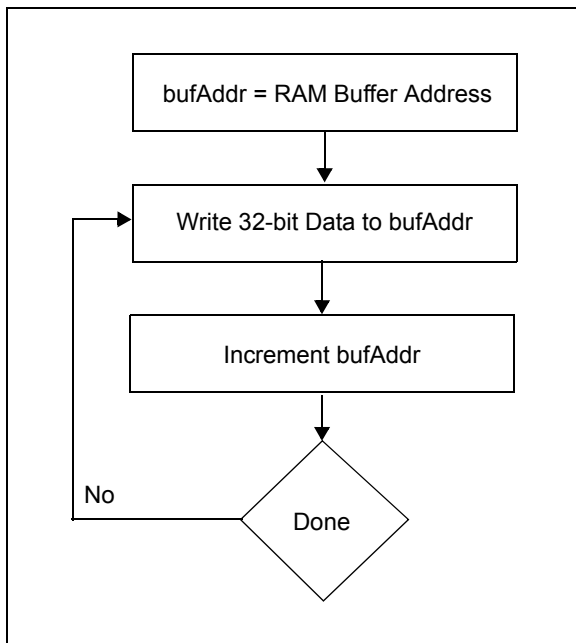 bufAddr = RAM Buffer Address
Write 32-bit Data to bufAddr
Increment bufAddr
No
Done